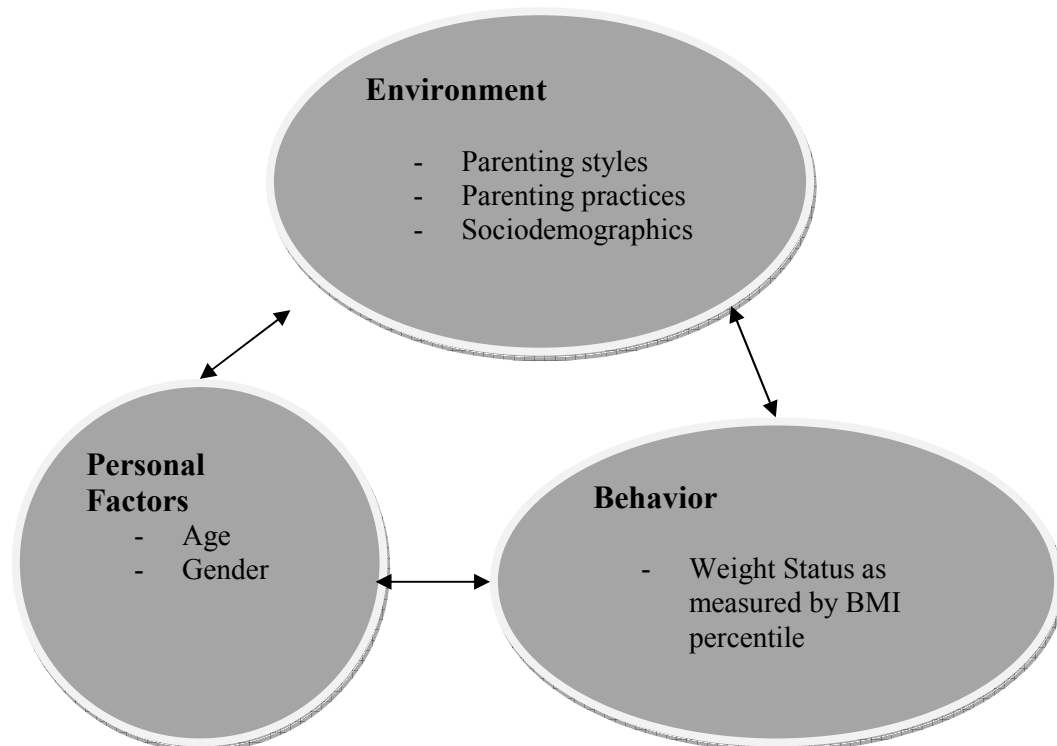 Environment
- Parenting styles
- Parenting practices
- Sociodemographics
Personal
Factors
- Age
- Gender
Behavior
- Weight Status as
measured by BMI
percentile